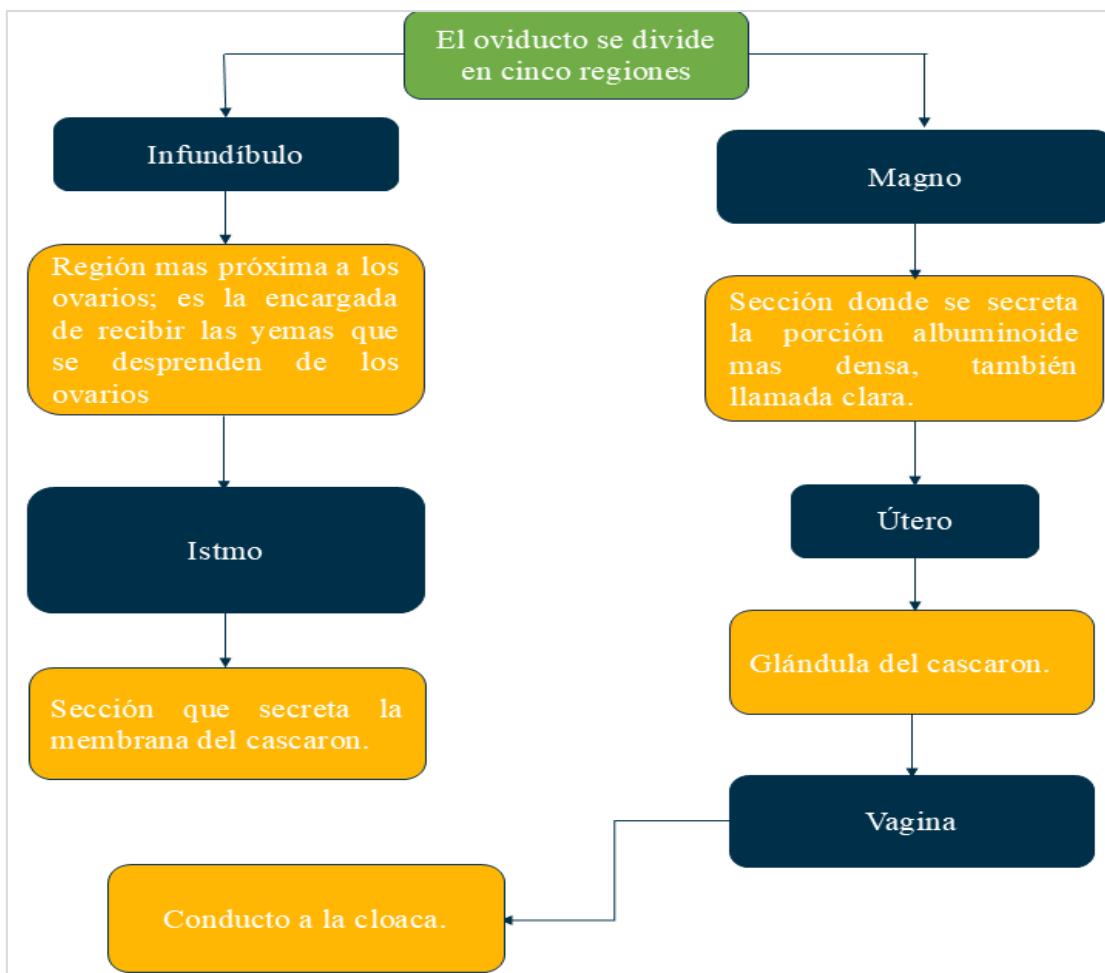 El oviducto se divide
en cinco regiones
Infundíbulo
Magno
Región mas próxima a los
ovarios; es la encargada
de recibir las yemas que
se desprenden de los
ovarios
Sección donde se secreta
la porción albuminoide
mas densa, también
llamada clara.
Istmo
Útero
Sección que secreta la
membrana del cascaron.
Glándula del cascaron.
Vagina
Conducto a la cloaca.